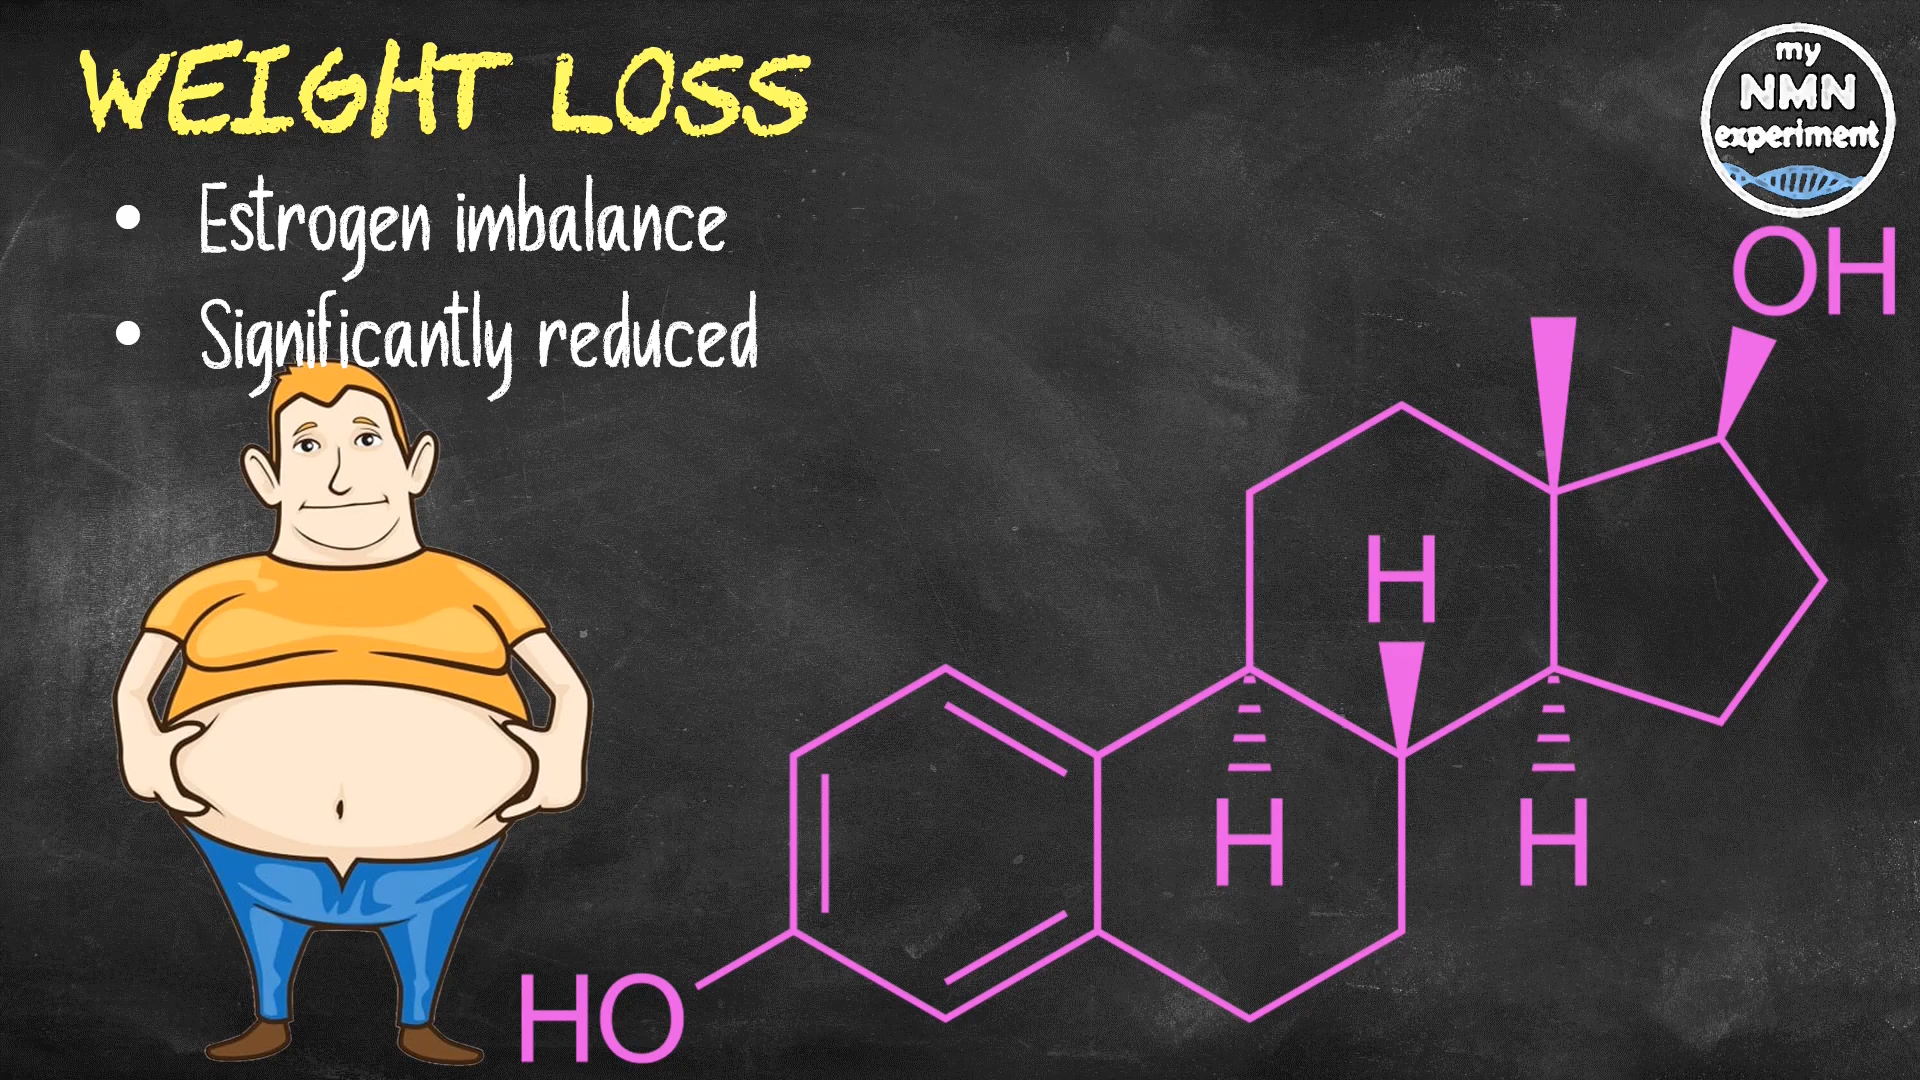 WEIGHT LOSS
• Estrogen imbalance
• Significantly reduced
my
NMN
experiment
OH
H
H
H
HO